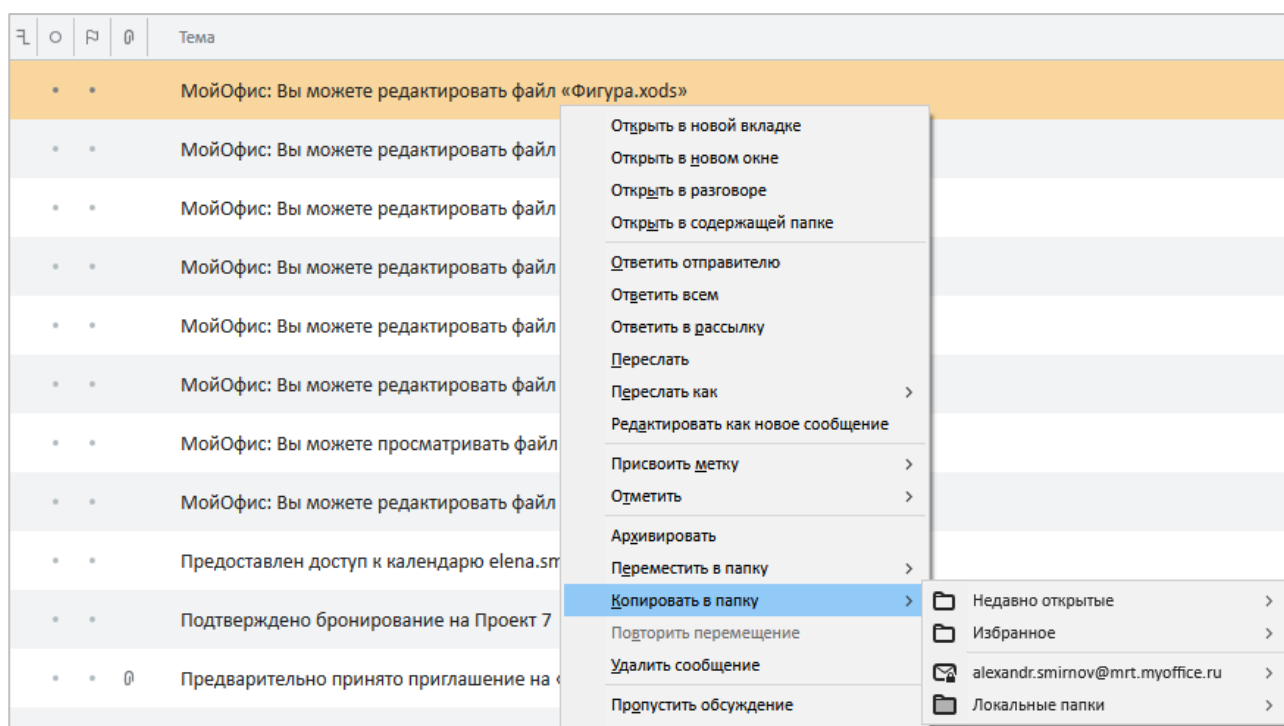 Тема
МойОфис: Вы можете редактировать файл «Фигура.xods»
МойОфис: Вы можете редактировать файл
МойОфис: Вы можете редактировать файл
МойОфис: Вы можете редактировать файл
МойОфис: Вы можете редактировать файл
МойОфис: Вы можете редактировать файл
МойОфис: Вы можете просматривать файл
МойОфис: Вы можете редактировать файл
Предоставлен доступ к календарю elena.sm
Подтверждено бронирование на Проект 7
Предварительно принято приглашение на «
Открыть в новой вкладке
Открыть в новом окне
Открыть в разговоре
Открыть в содержащей папке
Ответить отправителю
Ответить всем
Ответить в рассылку
Переслать
Переслать как
Редактировать как новое сообщение
Присвоить метку
Отметить
Архивировать
Переместить в папку
Копировать в папку
Повторить перемещение
Удалить сообщение
Пропустить обсуждение
Недавно открытые
Избранное
alexandr.smirnov@mrt.myoffice.ru
Локальные папки